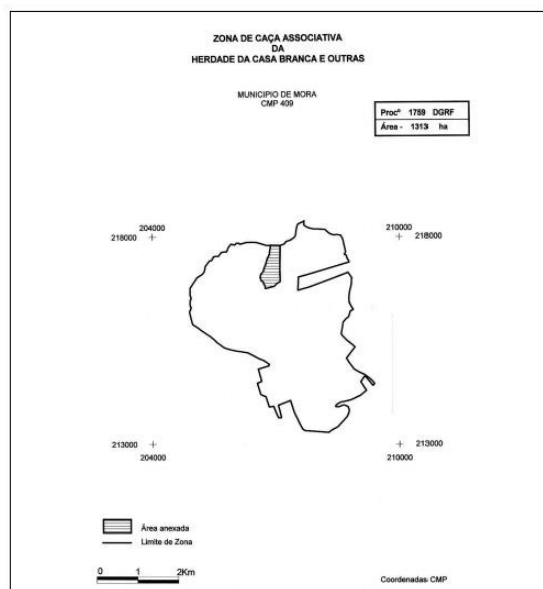 ZONA DE CAÇA ASSOCIATIVA
DA
HERDADE DA CASA BRANCA E OUTRAS
MUNICIPIO DE MORA
CMP 409
Procº 1759 DGRF
Área - 1313 ha
204000
218000
210000
218000
213000
204000
213000
210000
Área anexada
Limite de Zona
0 1 2Km
Coordenadas CMP